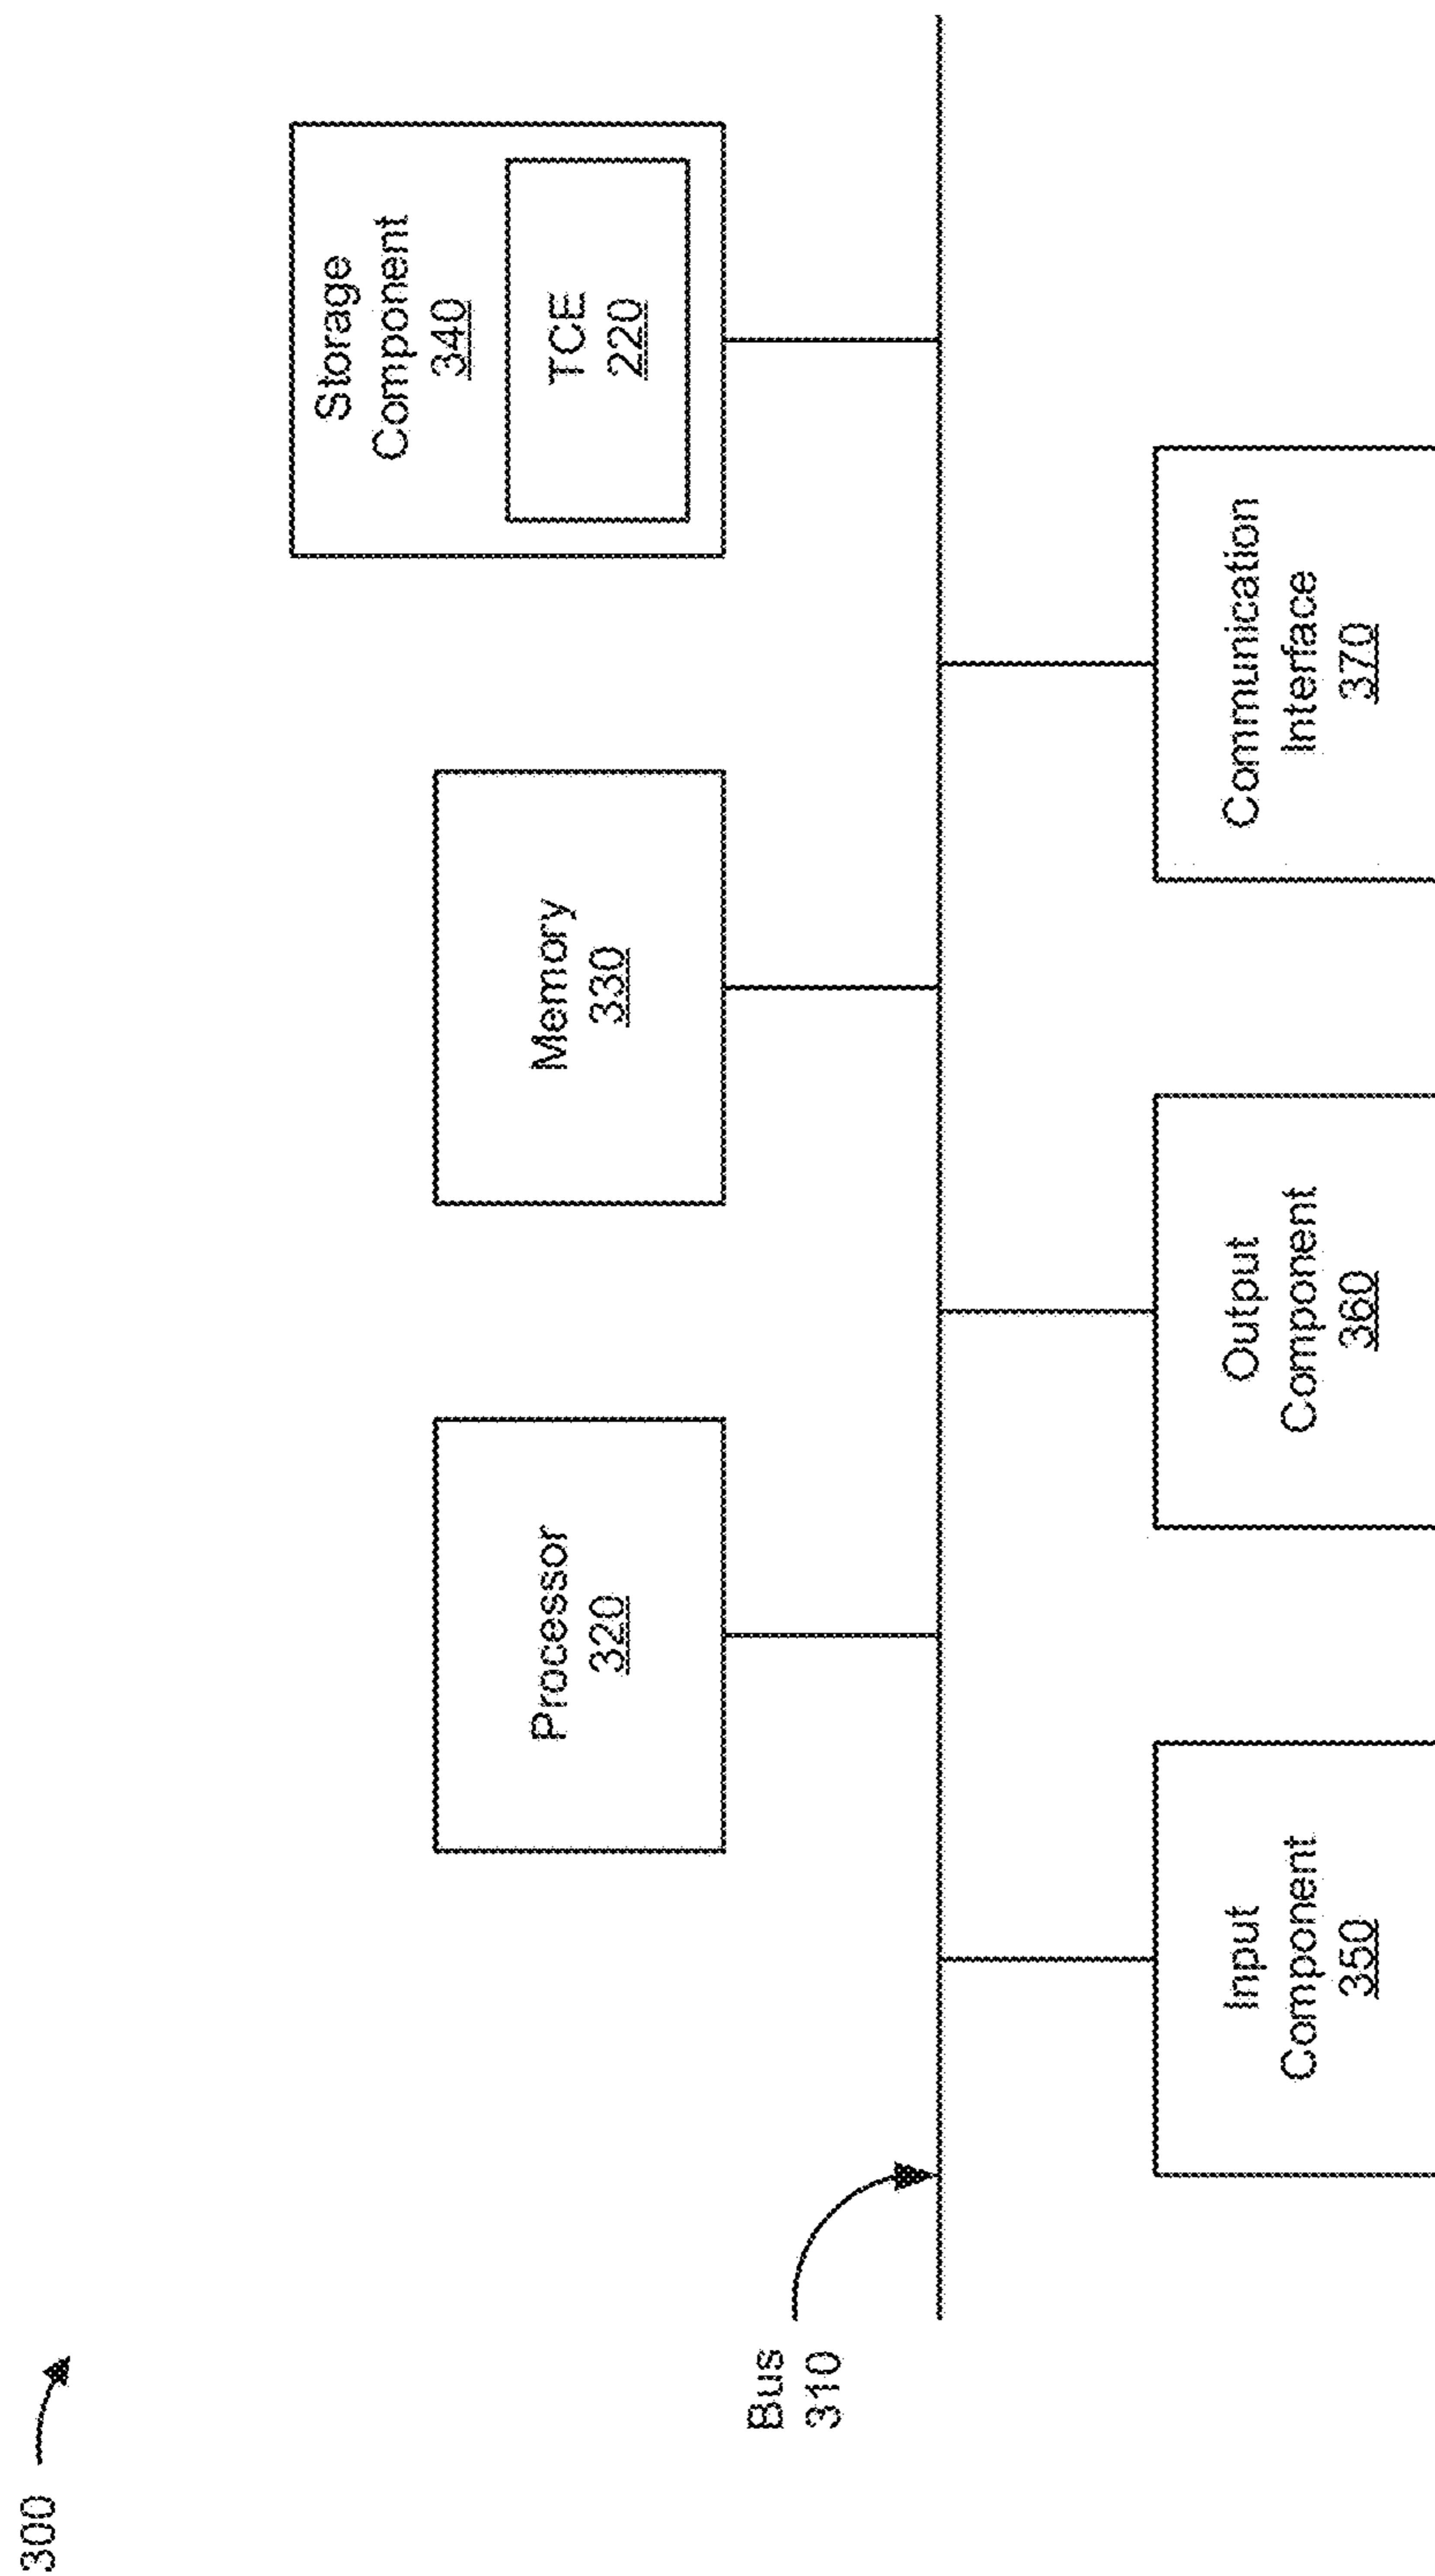 300
Bus
310
Processor
320
Memory
330
Storage
Component
340
TCE
220
Input
Component
350
Output
Component
360
Communication
Interface
370